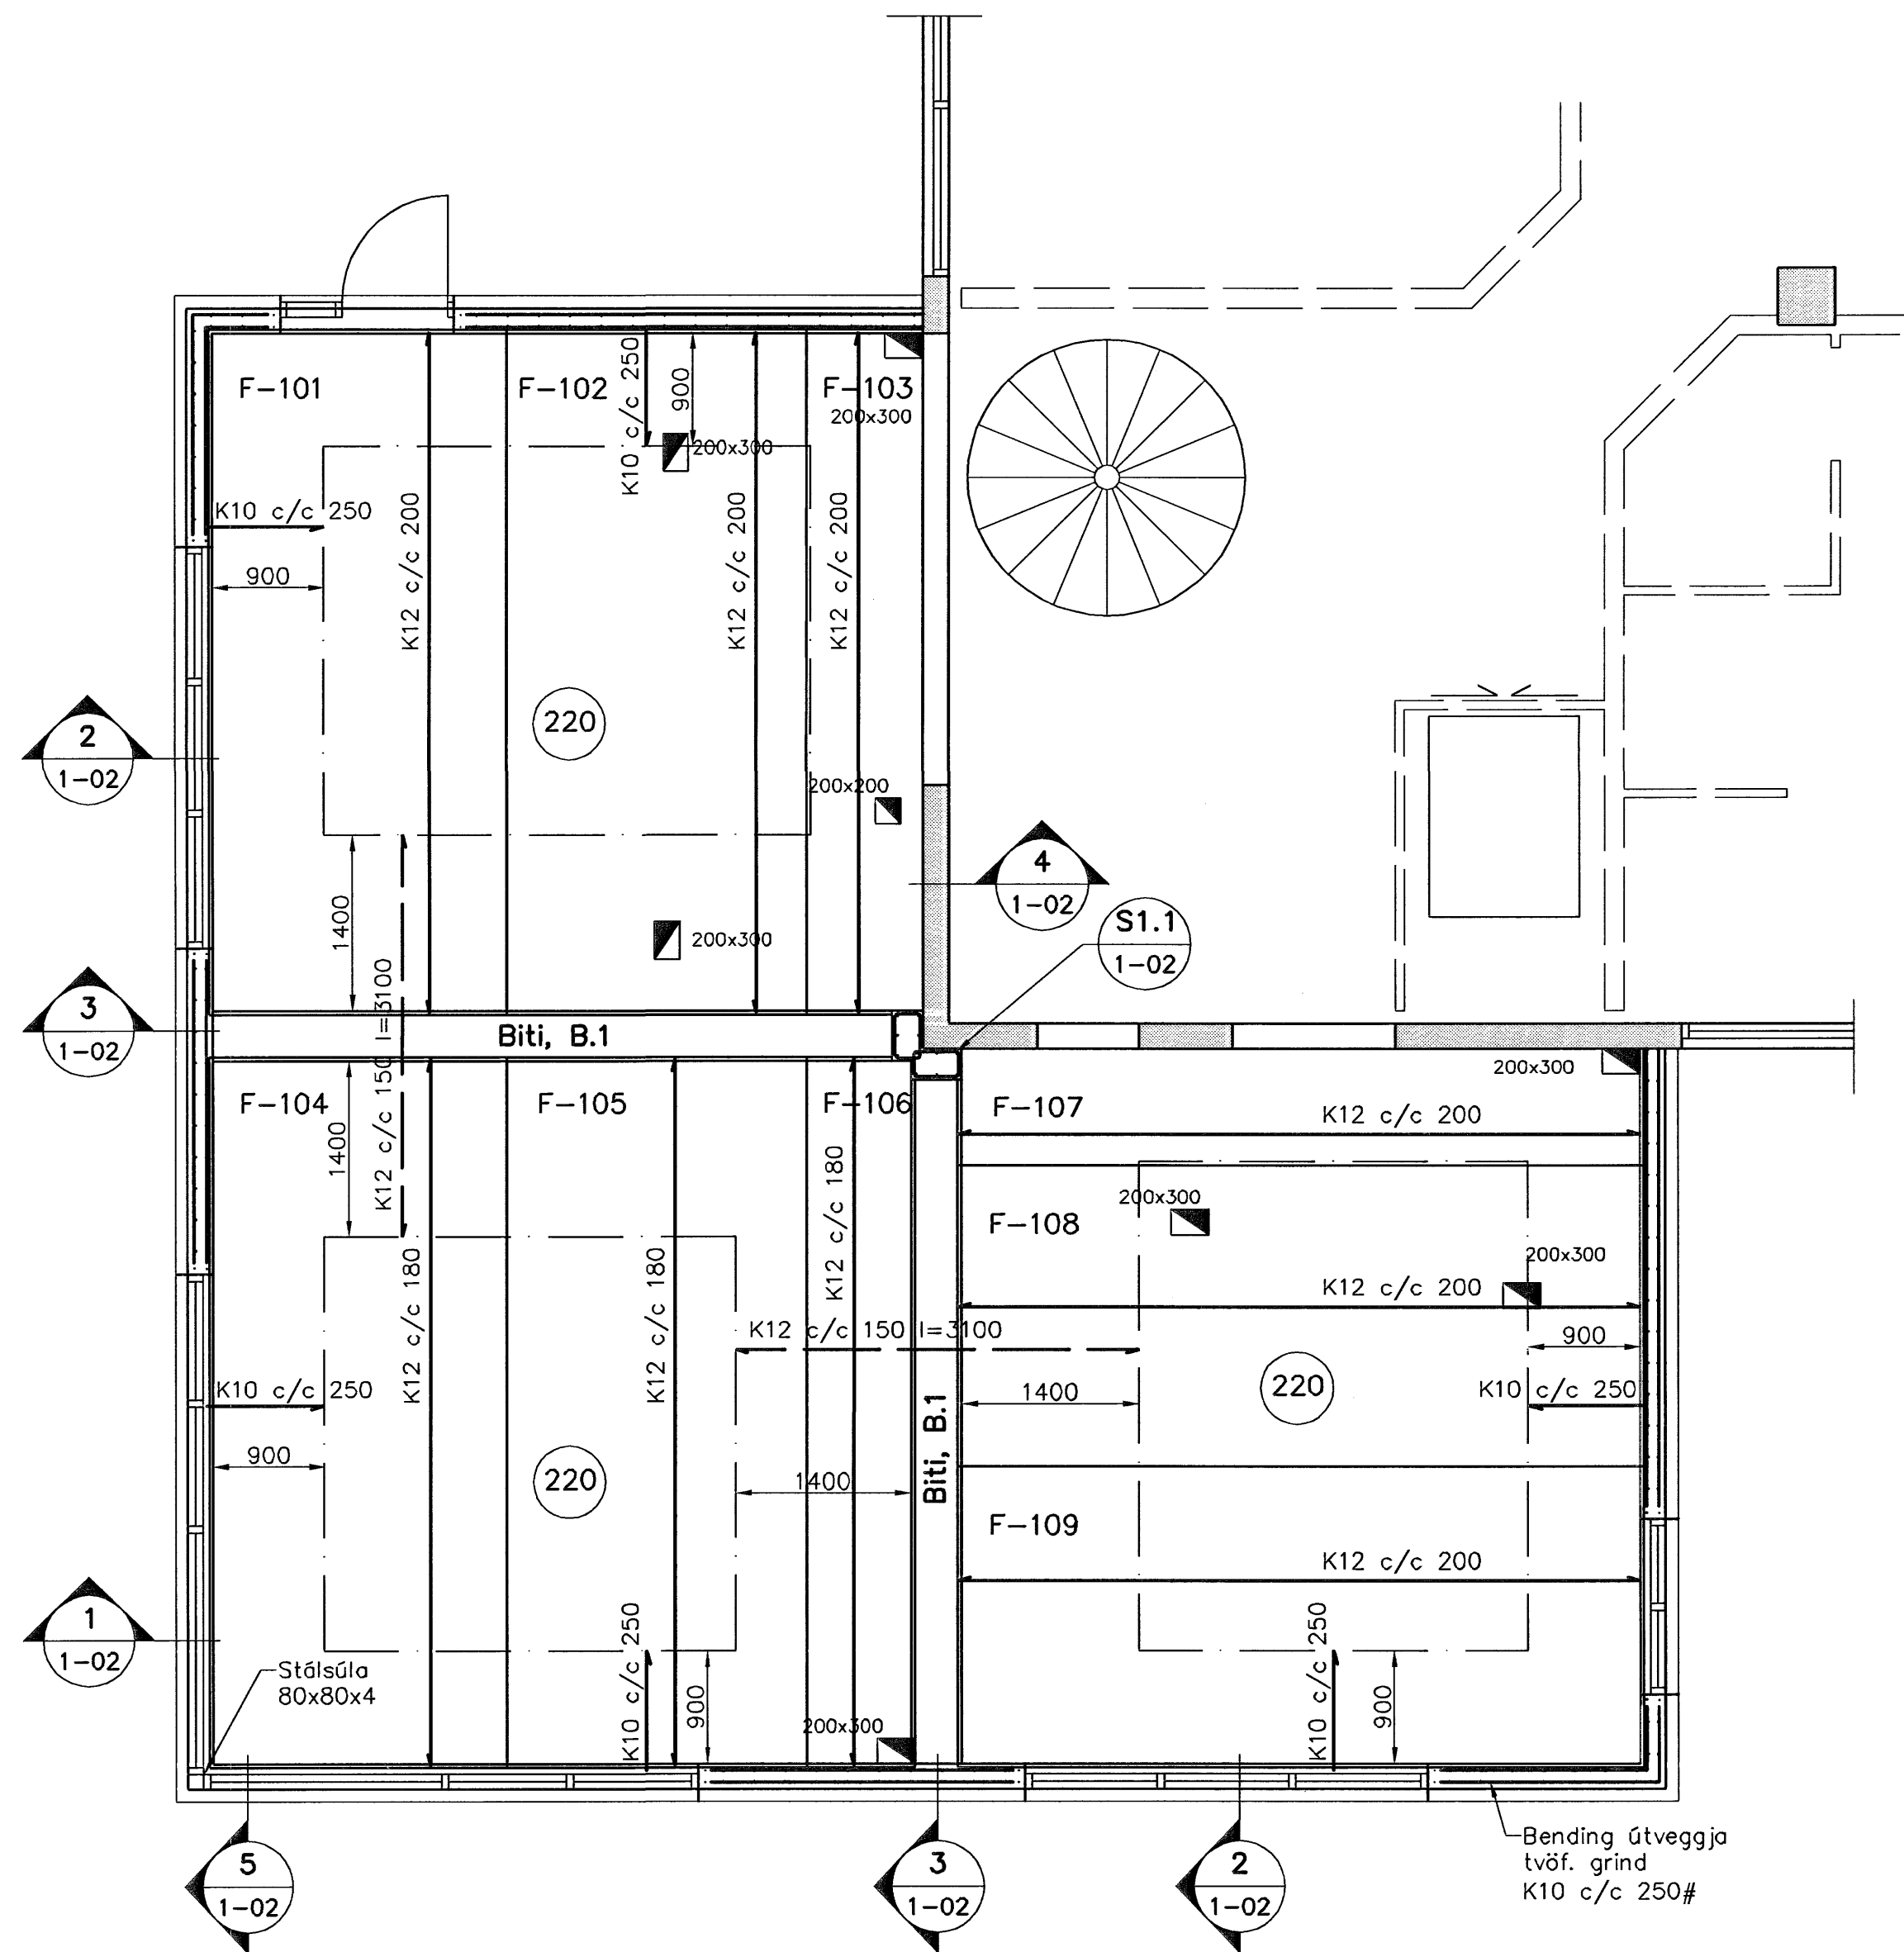 F-101
F-102
F-103
K10 c/c 250
900
200x300
200x300
K10 c/c 250
900
K12 c/c 200
K12 c/c 200
K12 c/c 200
220
2
1-02
200x200
4
1-02
1400
200x300
S1.1
1-02
3
1-02
Biti, B.1
K12 c/c 150 l=3100
200x300
F-104
F-105
F-106
F-107
K12 c/c 200
1400
K12 c/c 180
K12 c/c 180
K12 c/c 180
200x300
F-108
200x300
K12 c/c 200
K12 c/c 150 l=3100
900
K10 c/c 250
1400
220
K10 c/c 250
900
220
1400
Biti, B.1
F-109
K12 c/c 200
1
1-02
Stálsúla
80x80x4
K10 c/c 250
900
200x300
K10 c/c 250
900
5
1-02
3
1-02
2
1-02
Bending útveggja
tvöf. grind
K10 c/c 250#